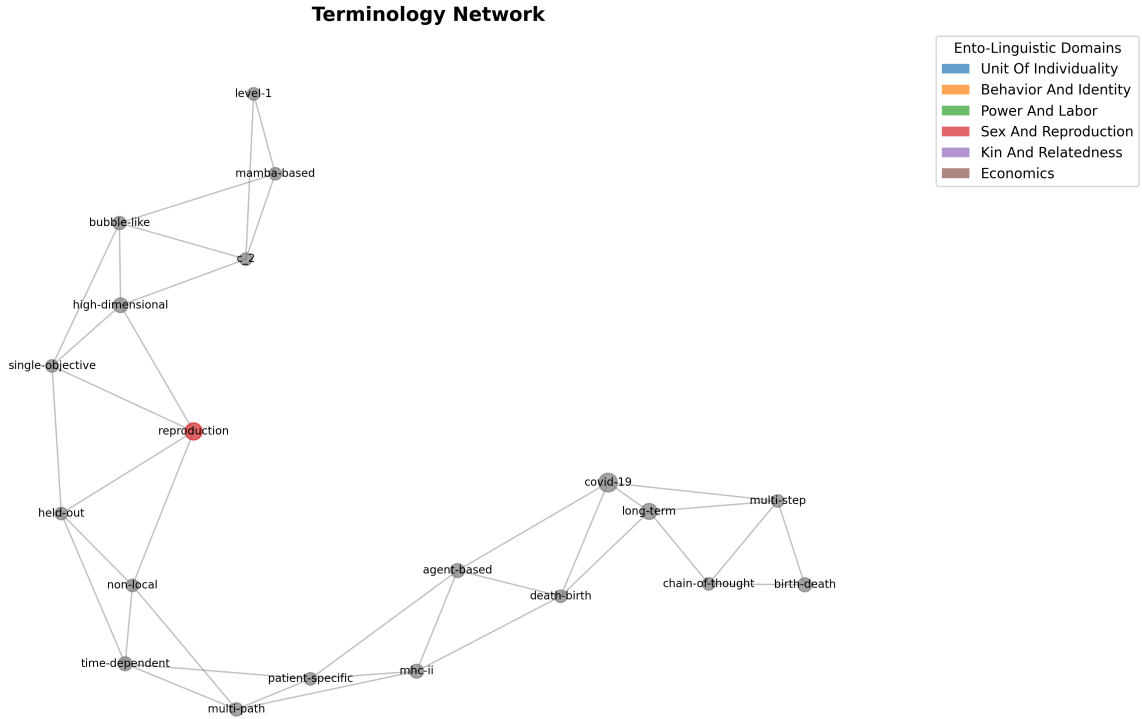 Terminology Network
Ento-Linguistic Domains
Unit Of Individuality
Behavior And Identity
Power And Labor
Sex And Reproduction
Kin And Relatedness
Economics
level-1
mamba-based
bubble-like
c_2
high-dimensional
single-objective
reproduction
covid-19
multi-step
long-term
held-out
agent-based
non-local
chain-of-thought
birth-death
death-birth
time-dependent
mhc-ii
patient-specific
multi-path